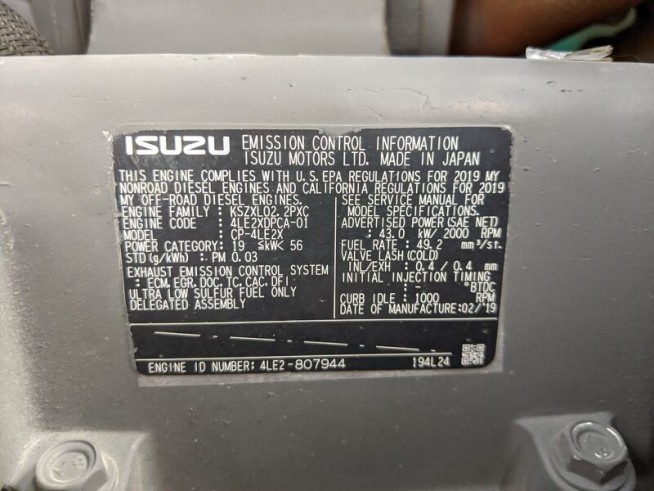 ISUZU EMISSION CONTROL INFORMATION
ISUZU MOTORS LTD. MADE IN JAPAN
THIS ENGINE COMPLIES WITH U.S.EPA REGULATIONS FOR 2019 MY
NONROAD DIESEL ENGINES AND CALIFORNIA REGULATIONS FOR 2019
MY OFF-ROAD DIESEL ENGINES.
ENGINE FAMILY : KSZXL02.2PXC
ENGINE CODE : 4LE2XDPCA-01
MODEL : CP-4LE2X
POWER CATEGORY : 19 ≤kW< 56
STD (g/kWh) : PM 0.03
EXHAUST EMISSION CONTROL SYSTEM
: ECM, EGR, DOC, TC, CAC, DFI
ULTRA LOW SULFUR FUEL ONLY
DELEGATED ASSEMBLY
SEE SERVICE MANUAL FOR
MODEL SPECIFICATIONS.
ADVERTISED POWER (SAE NET)
: 43.0 kW/ 2000 RPM
FUEL RATE : 49.2 mm³/st.
VALVE LASH (COLD)
INL/EXH : 0.4 / 0.4 mm
INITIAL INJECTION TIMING
: - °BTDC
CURB IDLE : 1000 RPM
DATE OF MANUFACTURE:02/'19
ENGINE ID NUMBER: 4LE2-807944 194L24